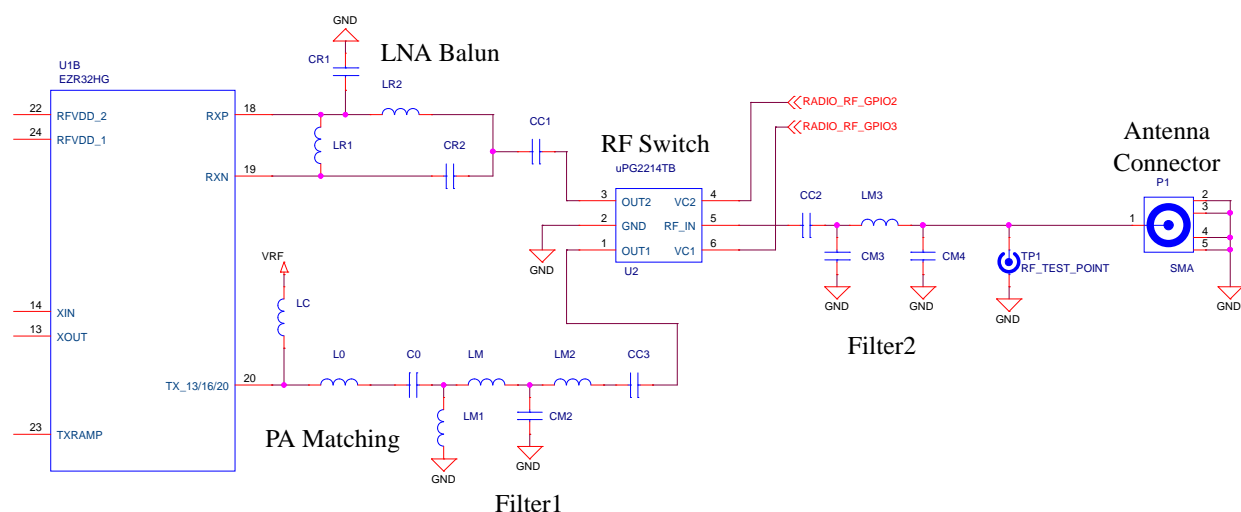 GND
LNA Balun
U1B
EZR32HG
CR1
LR2
22
RFVDD_2
RXP
18
24
RFVDD_1
LR1
CR2
CC1
RXN
19
RADIO_RF_GPIO2
RADIO_RF_GPIO3
RF Switch
uPG2214TB
3
OUT2
VC2
4
2
GND
RF_IN
5
1
OUT1
VC1
6
U2
GND
CC2
LM3
CM3
CM4
GND
GND
TP1
RF_TEST_POINT
GND
Antenna
Connector
P1
1
2
3
4
5
SMA
GND
Filter2
VRF
LC
14
XIN
13
XOUT
L0
C0
LM
LM2
CC3
TX_13/16/20
20
LM1
CM2
23
TXRAMP
PA Matching
GND
GND
Filter1